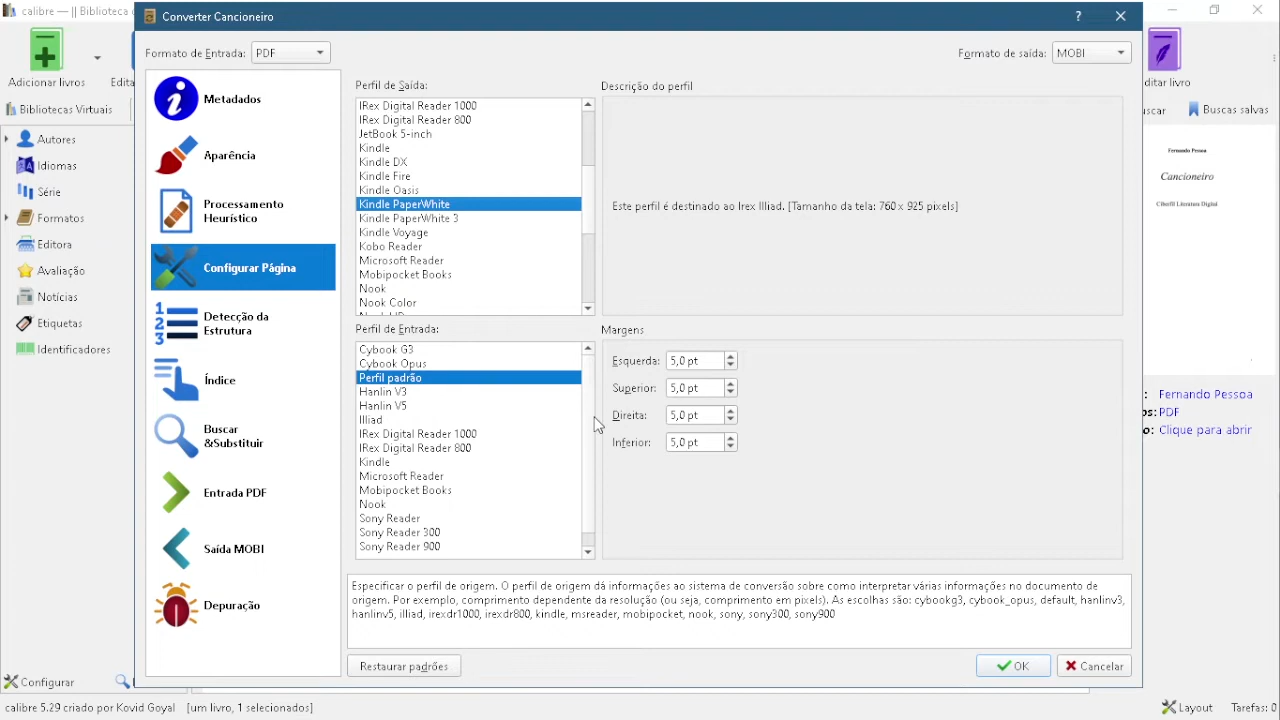 calibre — || Biblioteca
Converter Cancioneiro
?
Adicionar livros
Edita
ditar livro
Bibliotecas Virtuais
scar
Buscas salvas
Autores
Idiomas
Série
Formatos
Editora
Avaliação
Notícias
Etiquetas
Identificadores
Configurar
Formato de Entrada: PDF
Formato de saída: MOBI
Metadados
Aparência
Processamento
Heurístico
Configurar Página
1
2
3
Detecção da
Estrutura
Índice
Buscar
&Substituir
Entrada PDF
Saída MOBI
Depuração
Perfil de Saída:
IRex Digital Reader 1000
IRex Digital Reader 800
JetBook 5-inch
Kindle
Kindle DX
Kindle Fire
Kindle Oasis
Kindle PaperWhite
Kindle PaperWhite 3
Kindle Voyage
Kobo Reader
Microsoft Reader
Mobipocket Books
Nook
Nook Color
Descrição do perfil
Este perfil é destinado ao Irex Illiad. [Tamanho da tela: 760 x 925 pixels]
Perfil de Entrada:
Cybook G3
Cybook Opus
Perfil padrão
Hanlin V3
Hanlin V5
Illiad
IRex Digital Reader 1000
IRex Digital Reader 800
Kindle
Microsoft Reader
Mobipocket Books
Nook
Sony Reader
Sony Reader 300
Sony Reader 900
Margens
Esquerda: 5,0 pt
Superior: 5,0 pt
Direita: 5,0 pt
Inferior: 5,0 pt
Especificar o perfil de origem. O perfil de origem dá informações ao sistema de conversão sobre como interpretar várias informações no documento de
origem. Por exemplo, comprimento dependente da resolução (ou seja, comprimento em pixels). As escolhas são: cybookg3, cybook_opus, default, hanlinv3,
hanlinv5, illiad, irexdr1000, irexdr800, kindle, msreader, mobipocket, nook, sony, sony300, sony900
Restaurar padrões
OK
Cancelar
Fernando Pessoa
Cancioneiro
Ciberfil Literatura Digital
: Fernando Pessoa
os: PDF
o: Clique para abrir
calibre 5.29 criado por Kovid Goyal [um livro, 1 selecionados]
Layout
Tarefas: 0